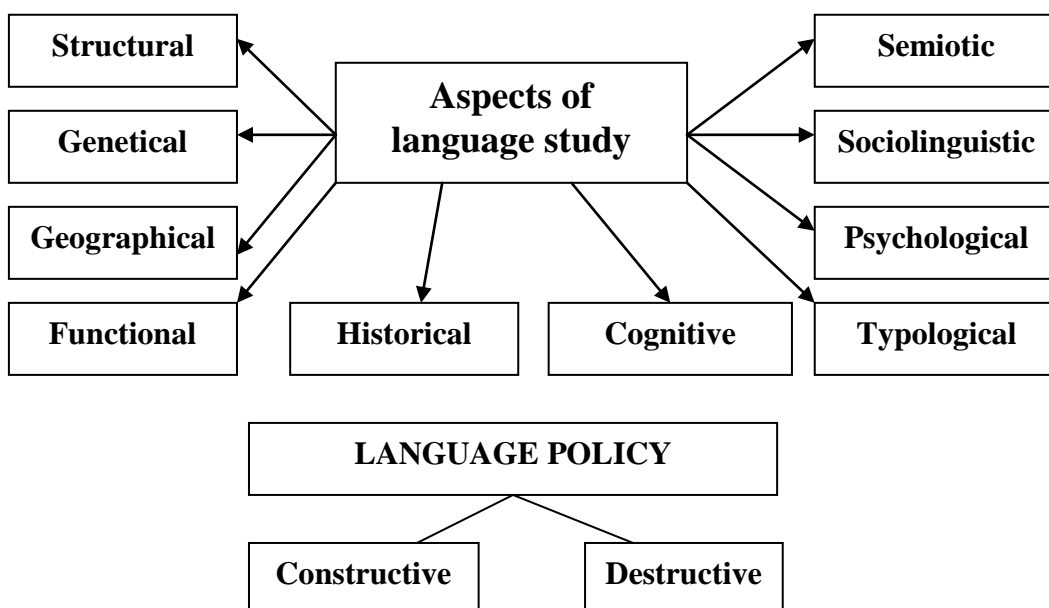 Structural
Aspects of
language study
Semiotic
Genetical
Sociolinguistic
Geographical
Psychological
Functional
Historical
Cognitive
Typological
LANGUAGE POLICY
Constructive
Destructive